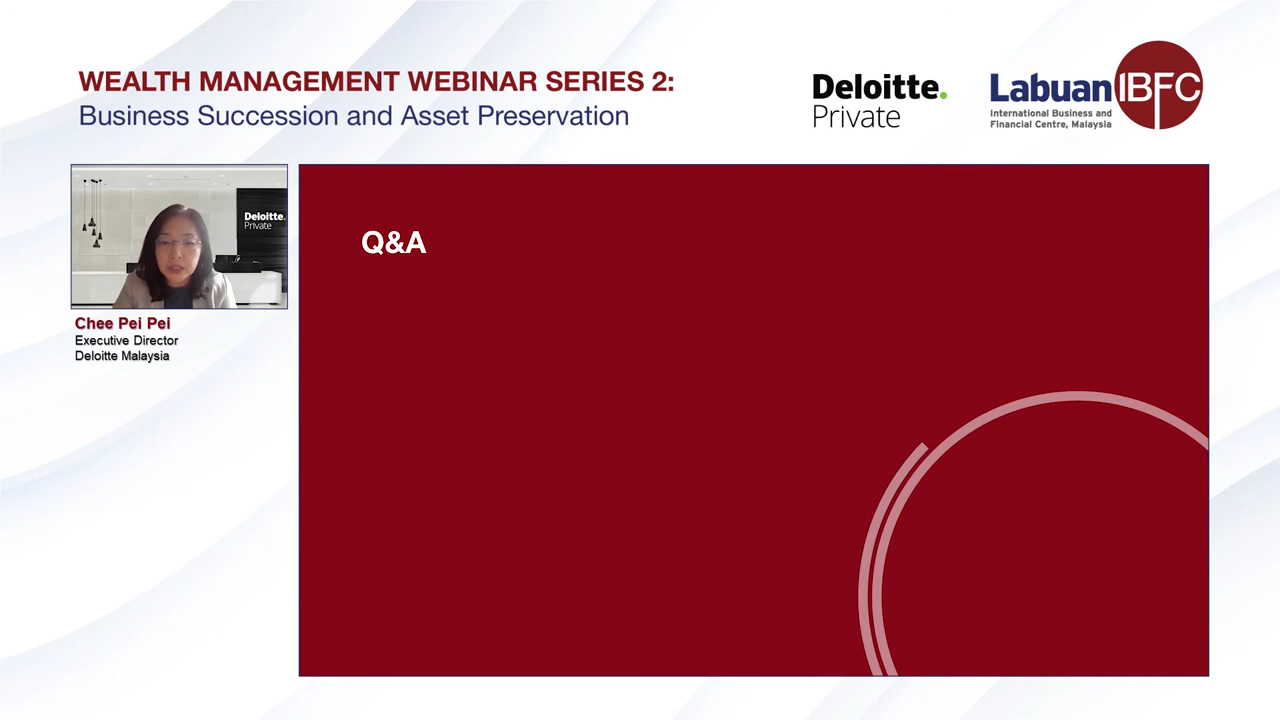 WEALTH MANAGEMENT WEBINAR SERIES 2:
Business Succession and Asset Preservation
Deloitte.
Private
Labuan IBFC
International Business and
Financial Centre, Malaysia
Deloitte.
Private
Chee Pei Pei
Executive Director
Deloitte Malaysia
Q&A